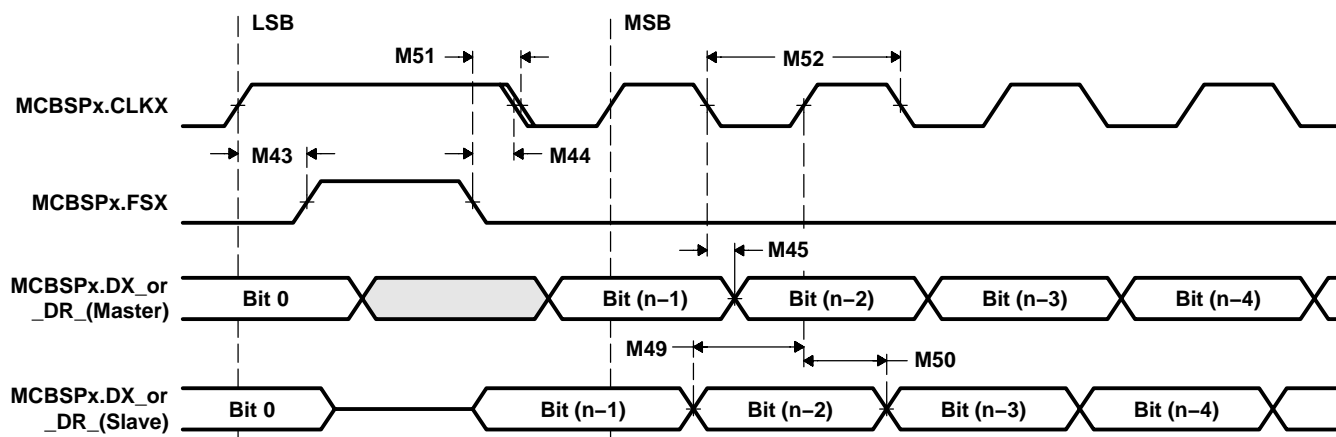 LSB MSB
M51 M52
MCBSPx.CLKX
M43 M44
MCBSPx.FSX
M45
MCBSPx.DX_or
_DR_(Master)
Bit 0 Bit (n−1) Bit (n−2) Bit (n−3) Bit (n−4)
M49 M50
MCBSPx.DX_or
_DR_(Slave)
Bit 0 Bit (n−1) Bit (n−2) Bit (n−3) Bit (n−4)